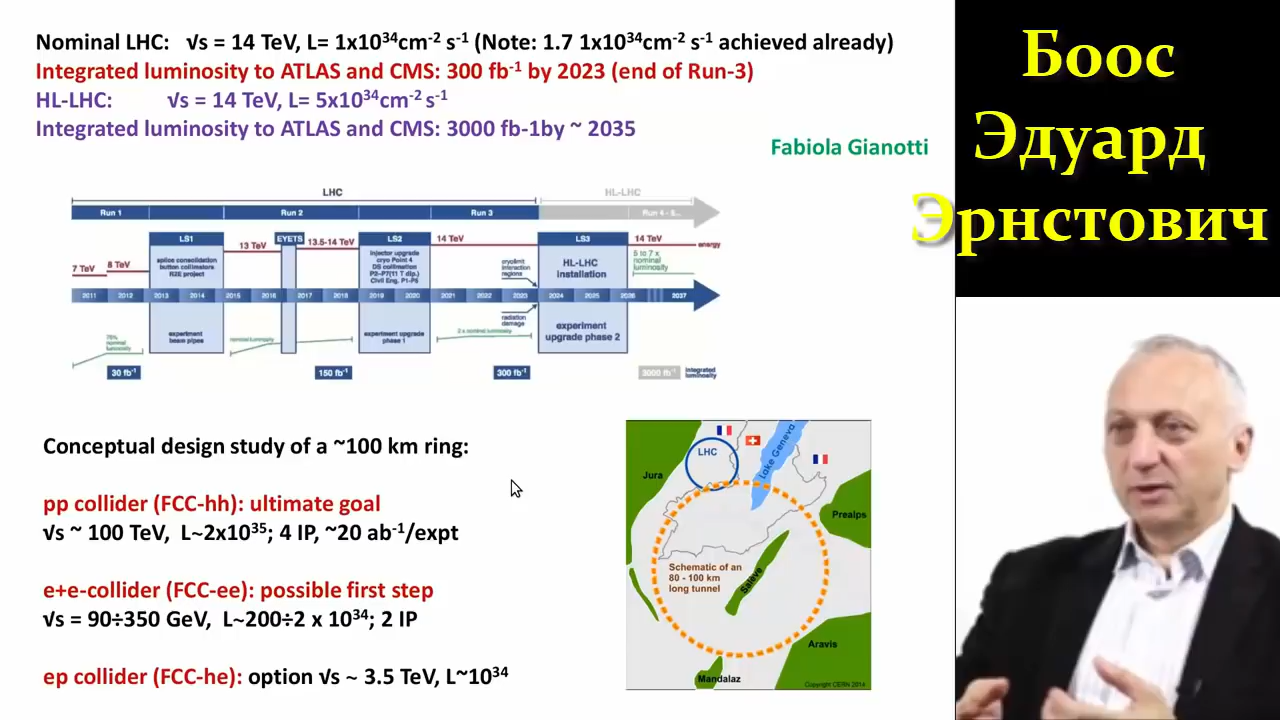 Nominal LHC: √s = 14 TeV, L= 1x10³⁴cm⁻² s⁻¹ (Note: 1.7 1x10³⁴cm⁻² s⁻¹ achieved already)
Integrated luminosity to ATLAS and CMS: 300 fb⁻¹ by 2023 (end of Run-3)
HL-LHC: √s = 14 TeV, L= 5x10³⁴cm⁻² s⁻¹
Integrated luminosity to ATLAS and CMS: 3000 fb-1by ~ 2035
Fabiola Gianotti
Боос
Эдуард
Эрнстович
LHC HL-LHC
Run 1 Run 2 Run 3 Run 4 - 5...
LS1 EYETS LS2 LS3
7 TeV 8 TeV 13 TeV 13.5-14 TeV 14 TeV 14 TeV energy
splice consolidation
button collimators
R2E project
injector upgrade
cryo Point 4
DS collimation
P2-P7(11 T dip.)
Civil Eng. P1-P5
cryolimit
interaction
regions
HL-LHC
installation
5 to 7 x
nominal
luminosity
2011 2012 2013 2014 2015 2016 2017 2018 2019 2020 2021 2022 2023 2024 2025 2026 2037
radiation
damage
75%
nominal
luminosity
experiment
beam pipes
nominal luminosity
experiment upgrade
phase 1
2 x nominal luminosity
experiment
upgrade phase 2
30 fb⁻¹ 150 fb⁻¹ 300 fb⁻¹ 3000 fb⁻¹ integrated
luminosity
Conceptual design study of a ~100 km ring:
pp collider (FCC-hh): ultimate goal
√s ~ 100 TeV, L~2x10³⁵; 4 IP, ~20 ab⁻¹/expt
e+e-collider (FCC-ee): possible first step
√s = 90÷350 GeV, L~200÷2 x 10³⁴; 2 IP
ep collider (FCC-he): option √s ~ 3.5 TeV, L~10³⁴
LHC
Lake Geneva
Jura
Prealps
Schematic of an
80 - 100 km
long tunnel
Salève
Aravis
Mandalaz
Copyright CERN 2014